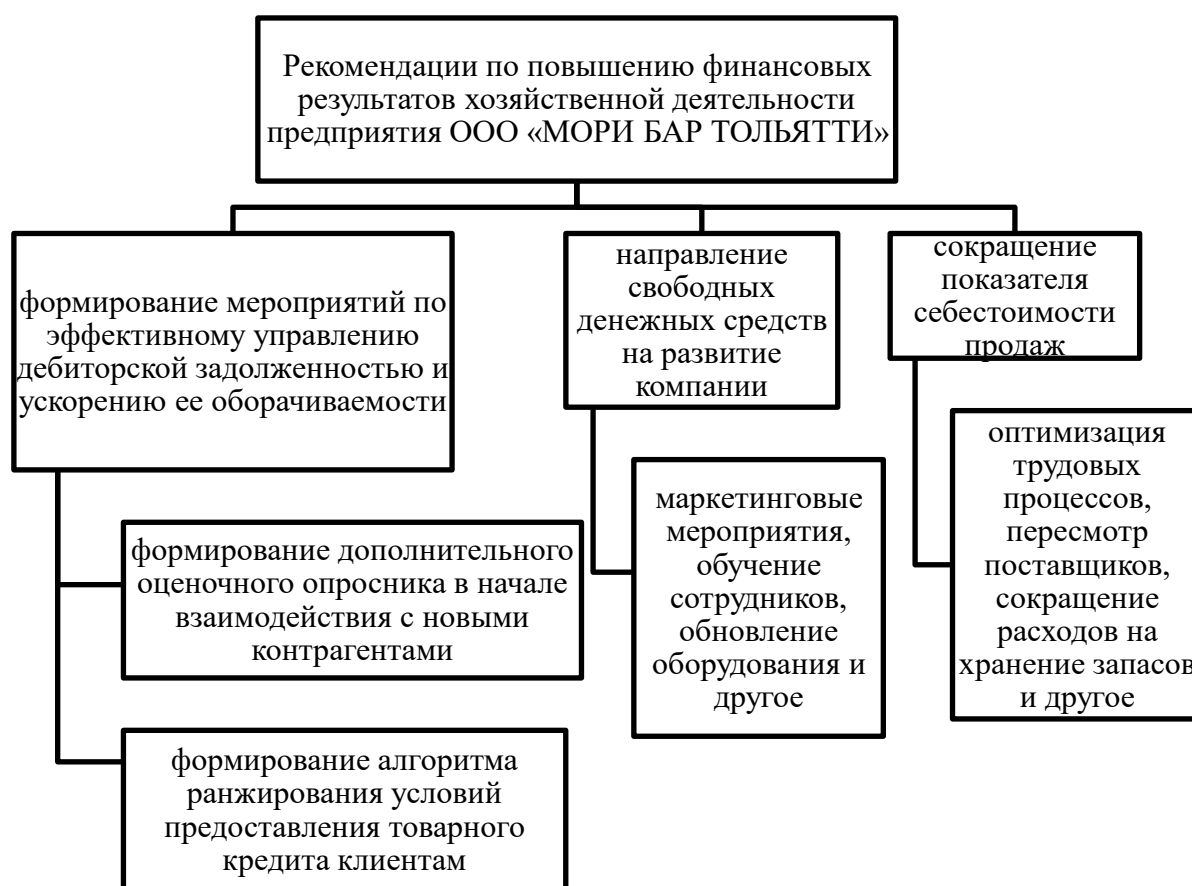 Рекомендации по повышению финансовых
результатов хозяйственной деятельности
предприятия ООО «МОРИ БАР ТОЛЬЯТТИ»
формирование мероприятий по
эффективному управлению
дебиторской задолженностью и
ускорению ее оборачиваемости
формирование дополнительного
оценочного опросника в начале
взаимодействия с новыми
контрагентами
формирование алгоритма
ранжирования условий
предоставления товарного
кредита клиентам
направление
свободных
денежных средств
на развитие
компании
маркетинговые
мероприятия,
обучение
сотрудников,
обновление
оборудования и
другое
сокращение
показателя
себестоимости
продаж
оптимизация
трудовых
процессов,
пересмотр
поставщиков,
сокращение
расходов на
хранение запасов
и другое